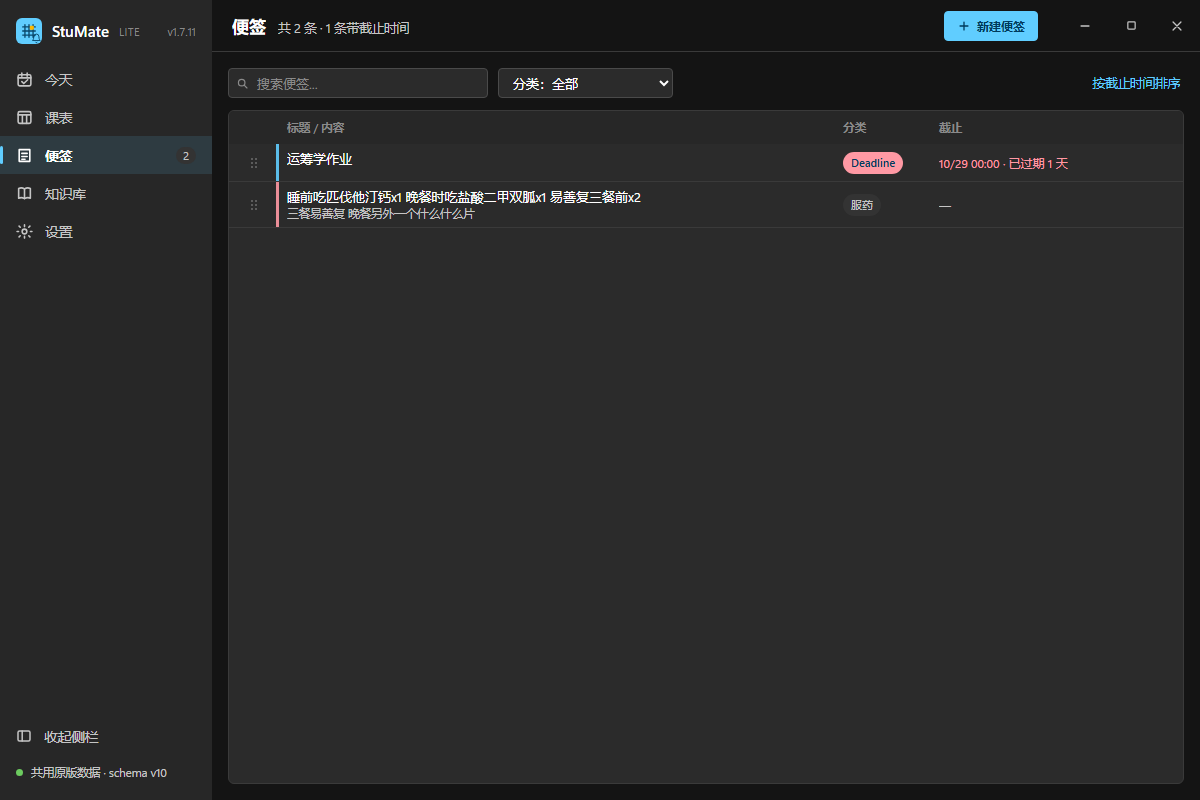 StuMate LITE v1.7.11
今天
课表
便签 2
知识库
设置
收起侧栏
共用原版数据 · schema v10
便签 共 2 条 · 1 条带截止时间
+ 新建便签
搜索便签...
分类：全部
按截止时间排序
标题 / 内容 分类 截止
运筹学作业 Deadline 10/29 00:00 · 已过期 1 天
睡前吃匹伐他汀钙x1 晚餐时吃盐酸二甲双胍x1 易善复三餐前x2
三餐易善复 晚餐另外一个什么什么片
服药 —